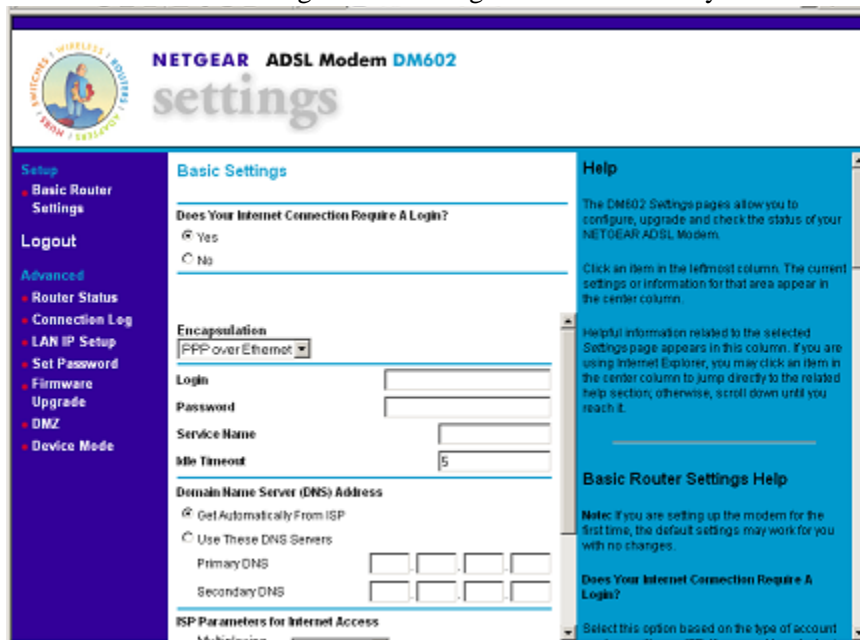 NETGEAR ADSL Modem DM602
settings
SWITCHES WIRELESS ROUTERS ADAPTERS HUBS
Setup
Basic Router
Settings
Logout
Advanced
Router Status
Connection Log
LAN IP Setup
Set Password
Firmware
Upgrade
DMZ
Device Mode
Basic Settings
Does Your Internet Connection Require A Login?
Yes
No
Encapsulation
PPP over Ethernet
Login
Password
Service Name
Idle Timeout 5
Domain Name Server (DNS) Address
Get Automatically From ISP
Use These DNS Servers
Primary DNS . . .
Secondary DNS . . .
ISP Parameters for Internet Access
Help
The DM602 Settings pages allow you to
configure, upgrade and check the status of your
NETGEAR ADSL Modem.
Click an item in the leftmost column. The current
settings or information for that area appear in
the center column.
Helpful information related to the selected
Settings page appears in this column. If you are
using Internet Explorer, you may click an item in
the center column to jump directly to the related
help section; otherwise, scroll down until you
reach it.
Basic Router Settings Help
Note: If you are setting up the modem for the
first time, the default settings may work for you
with no changes.
Does Your Internet Connection Require A
Login?
Select this option based on the type of account